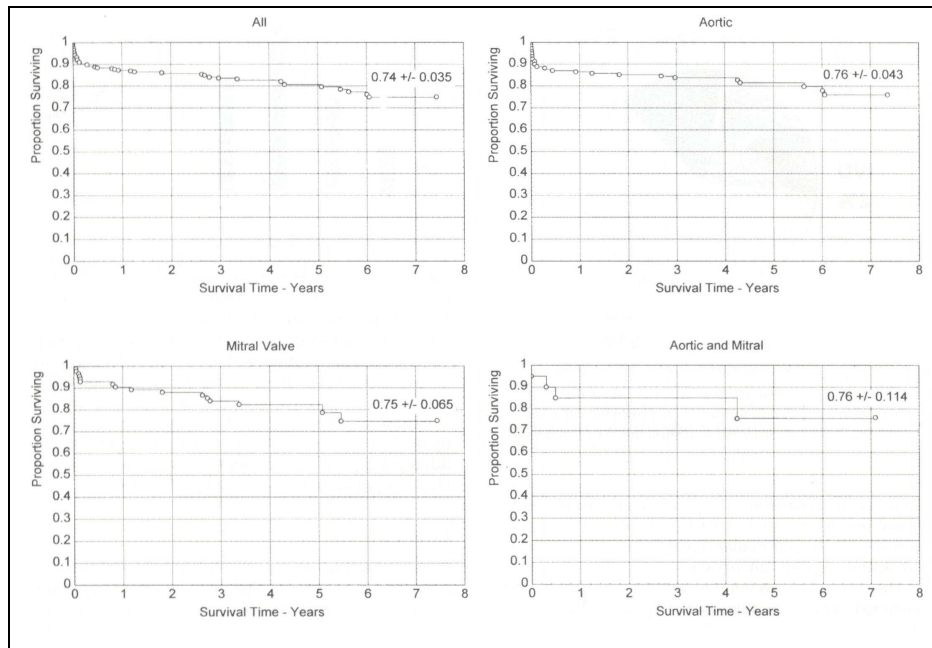 All
Proportion Surviving
1
0.9
0.8
0.7
0.6
0.5
0.4
0.3
0.2
0.1
0.74 +/- 0.035
0 1 2 3 4 5 6 7 8
Survival Time - Years
Aortic
Proportion Surviving
1
0.9
0.8
0.7
0.6
0.5
0.4
0.3
0.2
0.1
0.76 +/- 0.043
0 1 2 3 4 5 6 7 8
Survival Time - Years
Mitral Valve
Proportion Surviving
1
0.9
0.8
0.7
0.6
0.5
0.4
0.3
0.2
0.1
0
0.75 +/- 0.065
0 1 2 3 4 5 6 7 8
Survival Time - Years
Aortic and Mitral
Proportion Surviving
1
0.9
0.8
0.7
0.6
0.5
0.4
0.3
0.2
0.1
0
0.76 +/- 0.114
0 1 2 3 4 5 6 7 8
Survival Time - Years